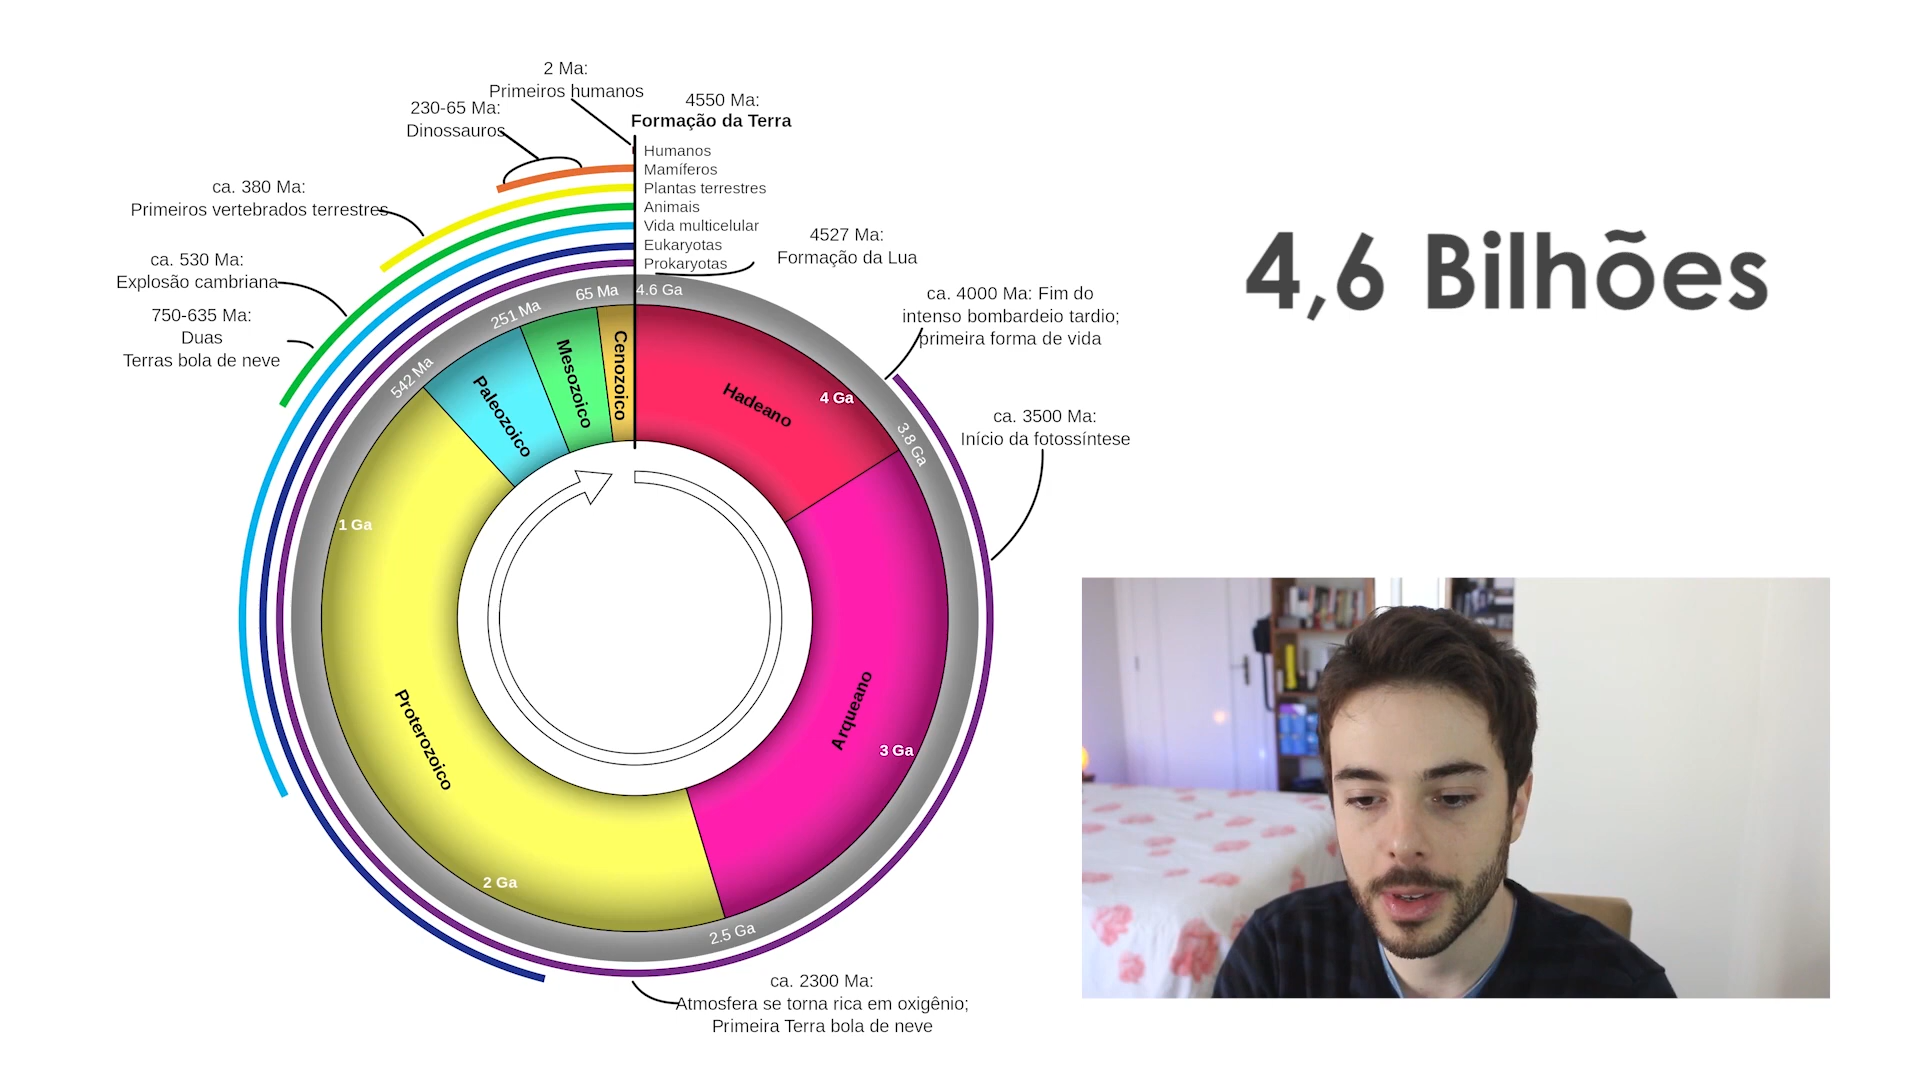 2 Ma:
Primeiros humanos
230-65 Ma:
Dinossauros
4550 Ma:
Formação da Terra
Humanos
Mamíferos
Plantas terrestres
Animais
Vida multicelular
Eukaryotas
Prokaryotas
ca. 380 Ma:
Primeiros vertebrados terrestres
ca. 530 Ma:
Explosão cambriana
750-635 Ma:
Duas
Terras bola de neve
4527 Ma:
Formação da Lua
ca. 4000 Ma: Fim do
intenso bombardeio tardio;
primeira forma de vida
ca. 3500 Ma:
Início da fotossíntese
4.6 Ga
65 Ma
251 Ma
542 Ma
3.8 Ga
2.5 Ga
Cenozoico
Mesozoico
Paleozoico
Hadeano
4 Ga
Arqueano
3 Ga
Proterozoico
1 Ga
2 Ga
ca. 2300 Ma:
Atmosfera se torna rica em oxigênio;
Primeira Terra bola de neve
4,6 Bilhões